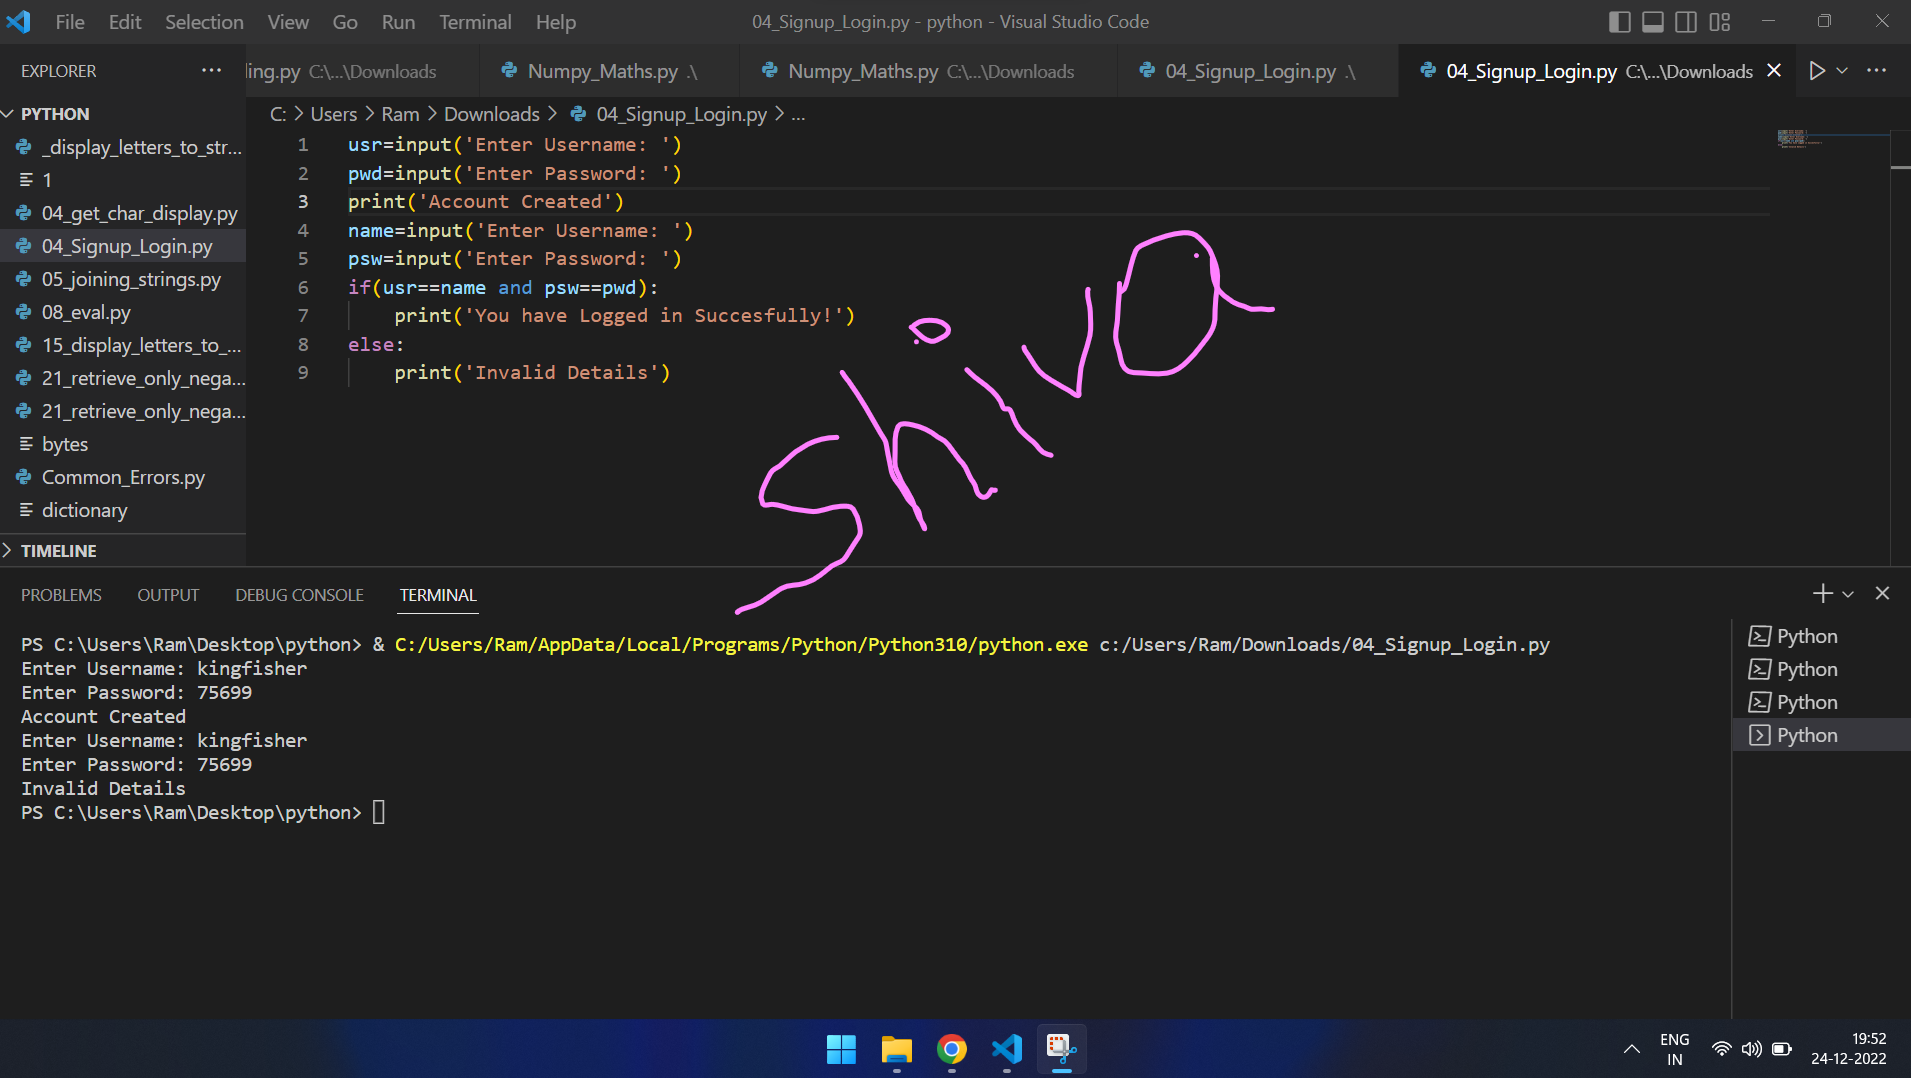 File Edit Selection View Go Run Terminal Help 04_Signup_Login.py - python - Visual Studio Code
EXPLORER ... ling.py C:\...\Downloads Numpy_Maths.py .\ Numpy_Maths.py C:\...\Downloads 04_Signup_Login.py .\ 04_Signup_Login.py C:\...\Downloads
PYTHON
_display_letters_to_str...
1
04_get_char_display.py
04_Signup_Login.py
05_joining_strings.py
08_eval.py
15_display_letters_to_...
21_retrieve_only_nega...
21_retrieve_only_nega...
bytes
Common_Errors.py
dictionary
TIMELINE
C: > Users > Ram > Downloads > 04_Signup_Login.py > ...
1 usr=input('Enter Username: ')
2 pwd=input('Enter Password: ')
3 print('Account Created')
4 name=input('Enter Username: ')
5 psw=input('Enter Password: ')
6 if(usr==name and psw==pwd):
7 print('You have Logged in Succesfully!')
8 else:
9 print('Invalid Details')
shiva
PROBLEMS OUTPUT DEBUG CONSOLE TERMINAL
PS C:\Users\Ram\Desktop\python> & C:/Users/Ram/AppData/Local/Programs/Python/Python310/python.exe c:/Users/Ram/Downloads/04_Signup_Login.py
Enter Username: kingfisher
Enter Password: 75699
Account Created
Enter Username: kingfisher
Enter Password: 75699
Invalid Details
PS C:\Users\Ram\Desktop\python>
Python
Python
Python
Python
ENG
IN
19:52
24-12-2022